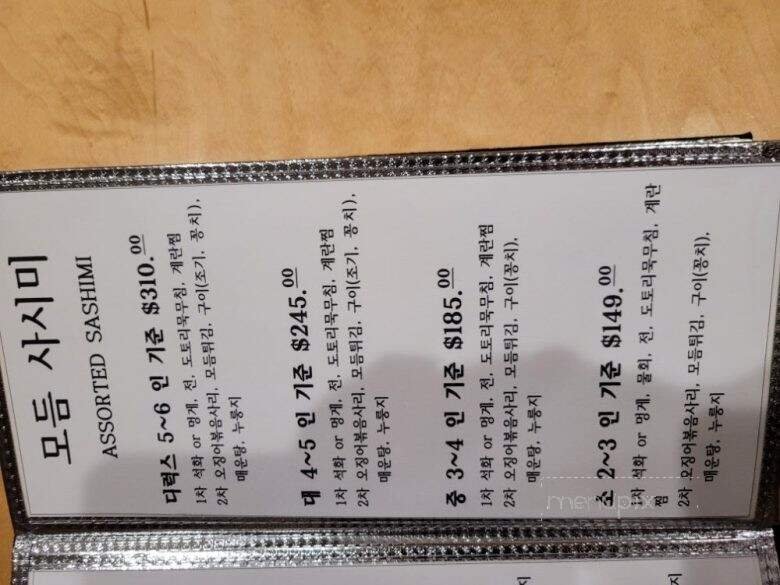 모듬 사시미
ASSORTED SASHIMI
디럭스 5~6 인 기준 $310.00
1차 석화 or 멍게, 전, 도토리묵무침, 계란찜
2차 오징어볶음사리, 모듬튀김, 구이(조기, 꽁치),
매운탕, 누룽지
대 4~5 인 기준 $245.00
1차 석화 or 멍게, 전, 도토리묵무침, 계란찜
2차 오징어볶음사리, 모듬튀김, 구이(조기, 꽁치),
매운탕, 누룽지
중 3~4 인 기준 $185.00
1차 석화 or 멍게, 전, 도토리묵무침, 계란찜
2차 오징어볶음사리, 모듬튀김, 구이(꽁치),
매운탕, 누룽지
소 2~3 인 기준 $149.00
1차 석화 or 멍게, 물회, 전, 도토리묵무침, 계란
찜
2차 오징어볶음사리, 모듬튀김, 구이(꽁치),
매운탕, 누룽지
menupix
지